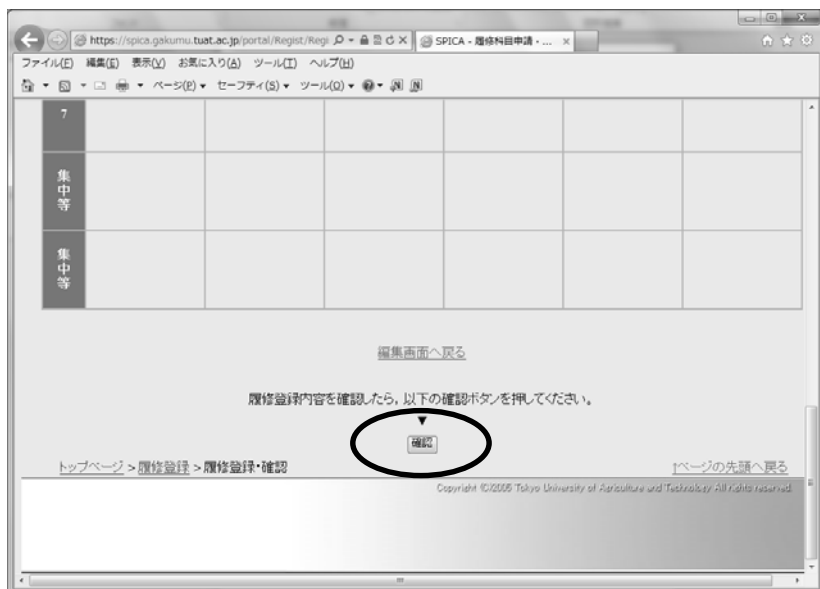 https://spica.gakumu.tuat.ac.jp/portal/Regist/Regi
SPICA - 履修科目申請・...
ファイル(F) 編集(E) 表示(V) お気に入り(A) ツール(T) ヘルプ(H)
ページ(P) セーフティ(S) ツール(O)
7
集中等
集中等
編集画面へ戻る
履修登録内容を確認したら、以下の確認ボタンを押してください。
▼
確認
トップページ > 履修登録 > 履修登録・確認
↑ページの先頭へ戻る
Copyright ©2005 Tokyo University of Agriculture and Technology All rights reserved.